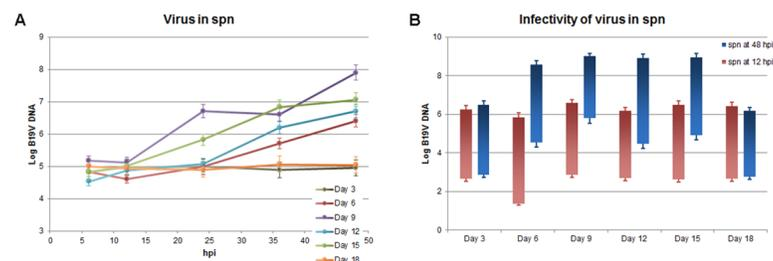 A
Virus in spn
Log B19V DNA
9
8
7
6
5
4
3
0 5 10 15 20 25 30 35 40 45 50
hpi
Day 3
Day 6
Day 9
Day 12
Day 15
Day 18
B
Infectivity of virus in spn
Log B19V DNA
10
8
6
4
2
0
spn at 48 hpi
spn at 12 hpi
Day 3 Day 6 Day 9 Day 12 Day 15 Day 18